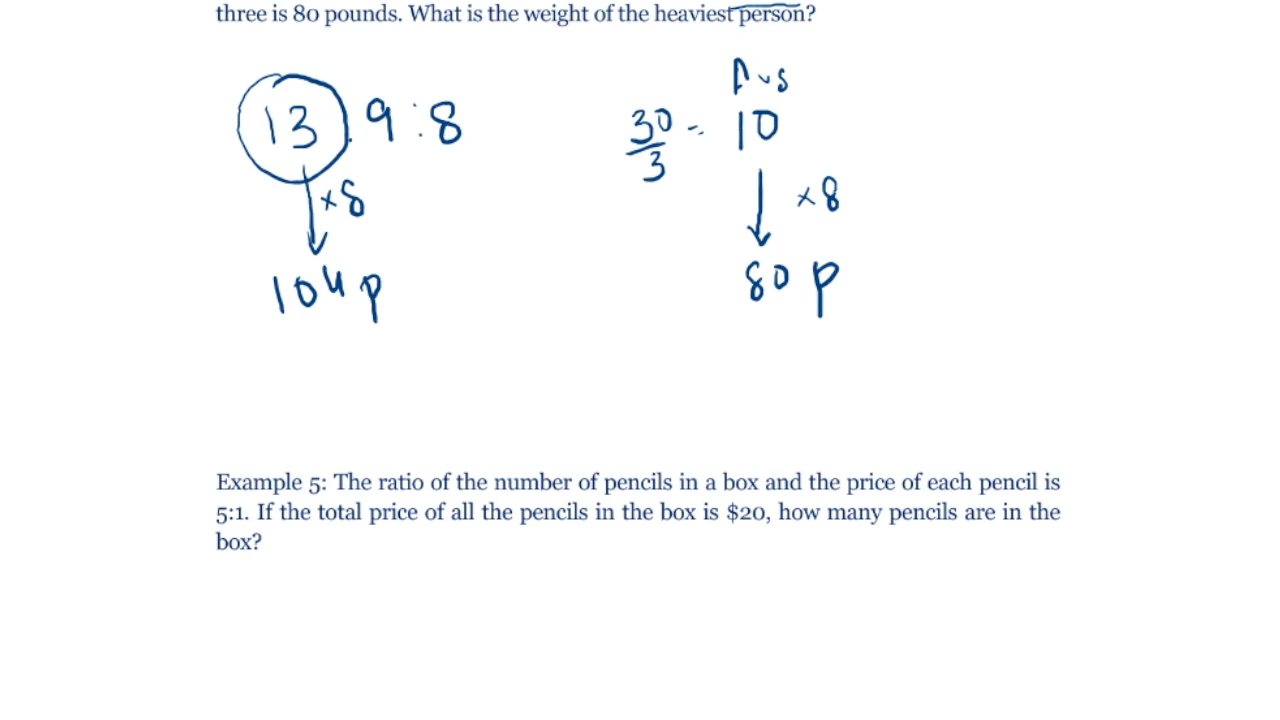 three is 80 pounds. What is the weight of the heaviest person?
Avg
13 : 9 : 8
30/3 = 10
×8
×8
104 p
80 p
Example 5: The ratio of the number of pencils in a box and the price of each pencil is
5:1. If the total price of all the pencils in the box is $20, how many pencils are in the
box?